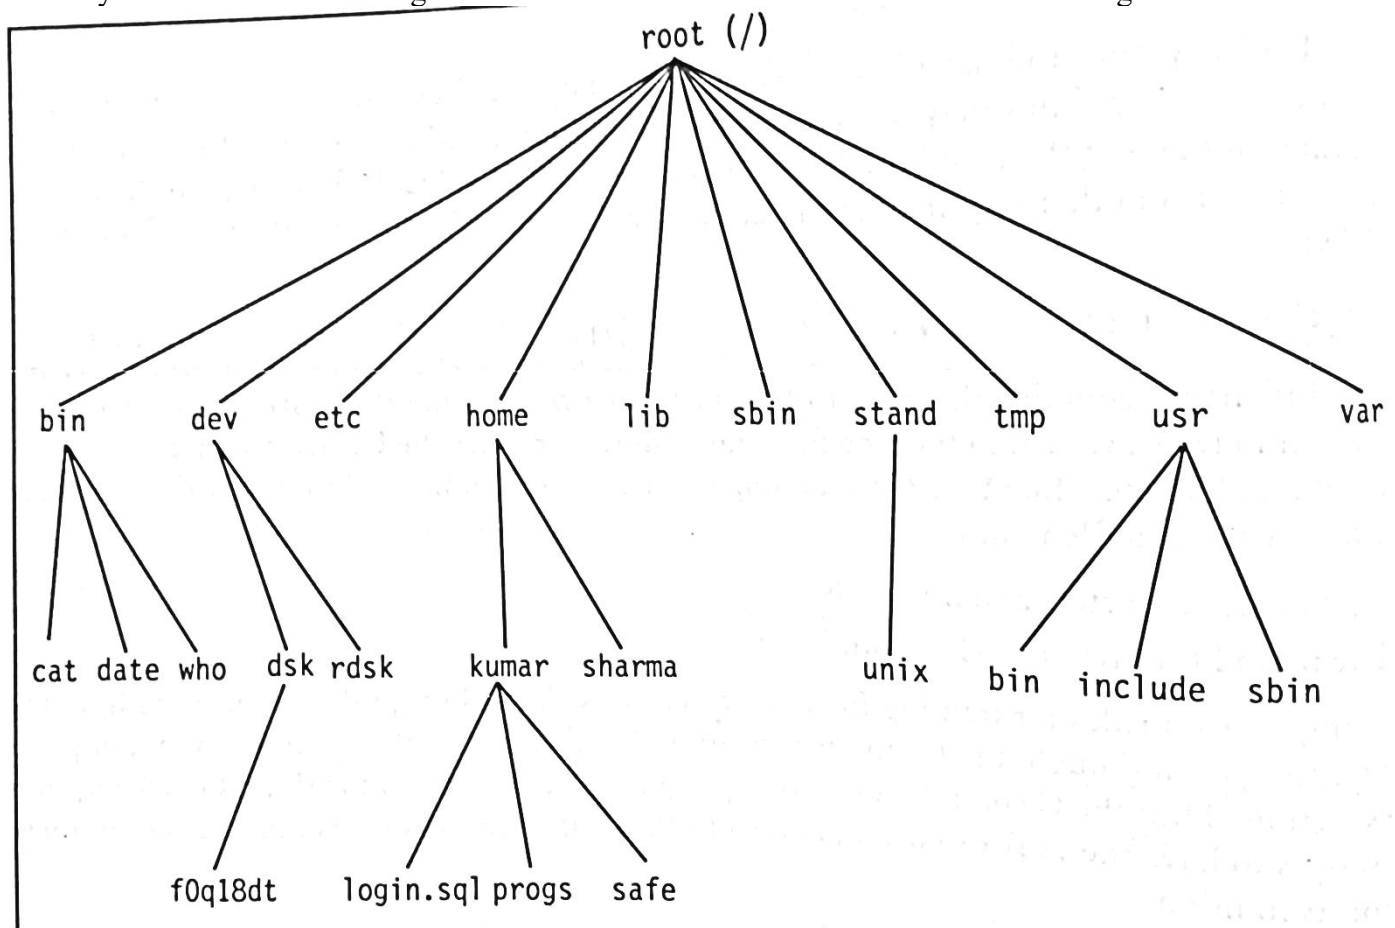 root (/)
bin dev etc home lib sbin stand tmp usr var
cat date who dsk rdsk kumar sharma unix bin include sbin
f0q18dt login.sql progs safe